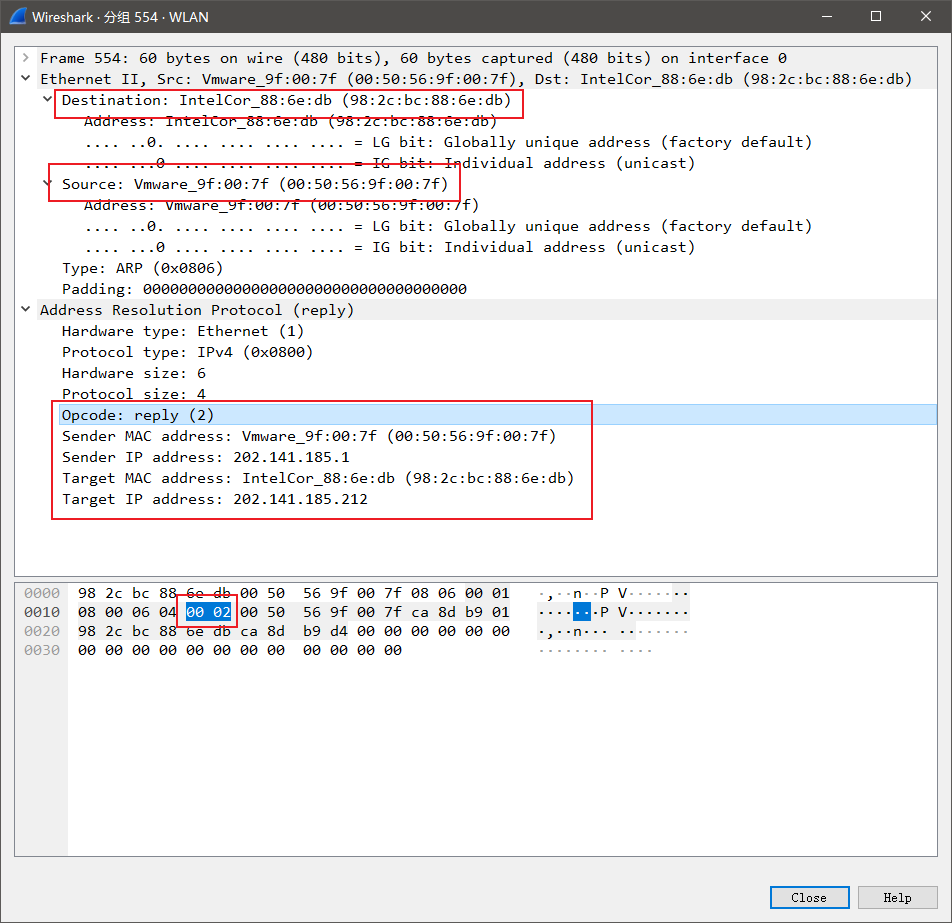 Wireshark · 分组 554 · WLAN
Frame 554: 60 bytes on wire (480 bits), 60 bytes captured (480 bits) on interface 0
Ethernet II, Src: Vmware_9f:00:7f (00:50:56:9f:00:7f), Dst: IntelCor_88:6e:db (98:2c:bc:88:6e:db)
Destination: IntelCor_88:6e:db (98:2c:bc:88:6e:db)
Address: IntelCor_88:6e:db (98:2c:bc:88:6e:db)
.... ..0. .... .... .... .... = LG bit: Globally unique address (factory default)
.... ...0 .... .... .... .... = IG bit: Individual address (unicast)
Source: Vmware_9f:00:7f (00:50:56:9f:00:7f)
Address: Vmware_9f:00:7f (00:50:56:9f:00:7f)
.... ..0. .... .... .... .... = LG bit: Globally unique address (factory default)
.... ...0 .... .... .... .... = IG bit: Individual address (unicast)
Type: ARP (0x0806)
Padding: 000000000000000000000000000000000000
Address Resolution Protocol (reply)
Hardware type: Ethernet (1)
Protocol type: IPv4 (0x0800)
Hardware size: 6
Protocol size: 4
Opcode: reply (2)
Sender MAC address: Vmware_9f:00:7f (00:50:56:9f:00:7f)
Sender IP address: 202.141.185.1
Target MAC address: IntelCor_88:6e:db (98:2c:bc:88:6e:db)
Target IP address: 202.141.185.212
0000 98 2c bc 88 6e db 00 50 56 9f 00 7f 08 06 00 01 ·,··n··P V·······
0010 08 00 06 04 00 02 00 50 56 9f 00 7f ca 8d b9 01 ·······P V·······
0020 98 2c bc 88 6e db ca 8d b9 d4 00 00 00 00 00 00 ·,··n··· ········
0030 00 00 00 00 00 00 00 00 00 00 00 00 ········ ····
Close
Help